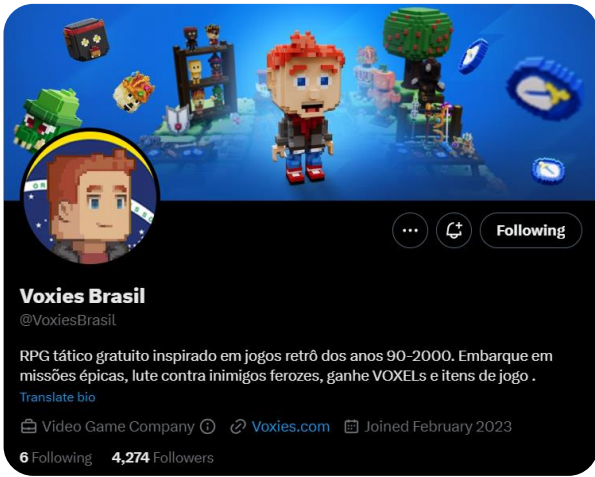 Following
Voxies Brasil
@VoxiesBrasil
RPG tático gratuito inspirado em jogos retrô dos anos 90-2000. Embarque em
missões épicas, lute contra inimigos ferozes, ganhe VOXELs e itens de jogo .
Translate bio
Video Game Company Voxies.com Joined February 2023
6 Following 4,274 Followers